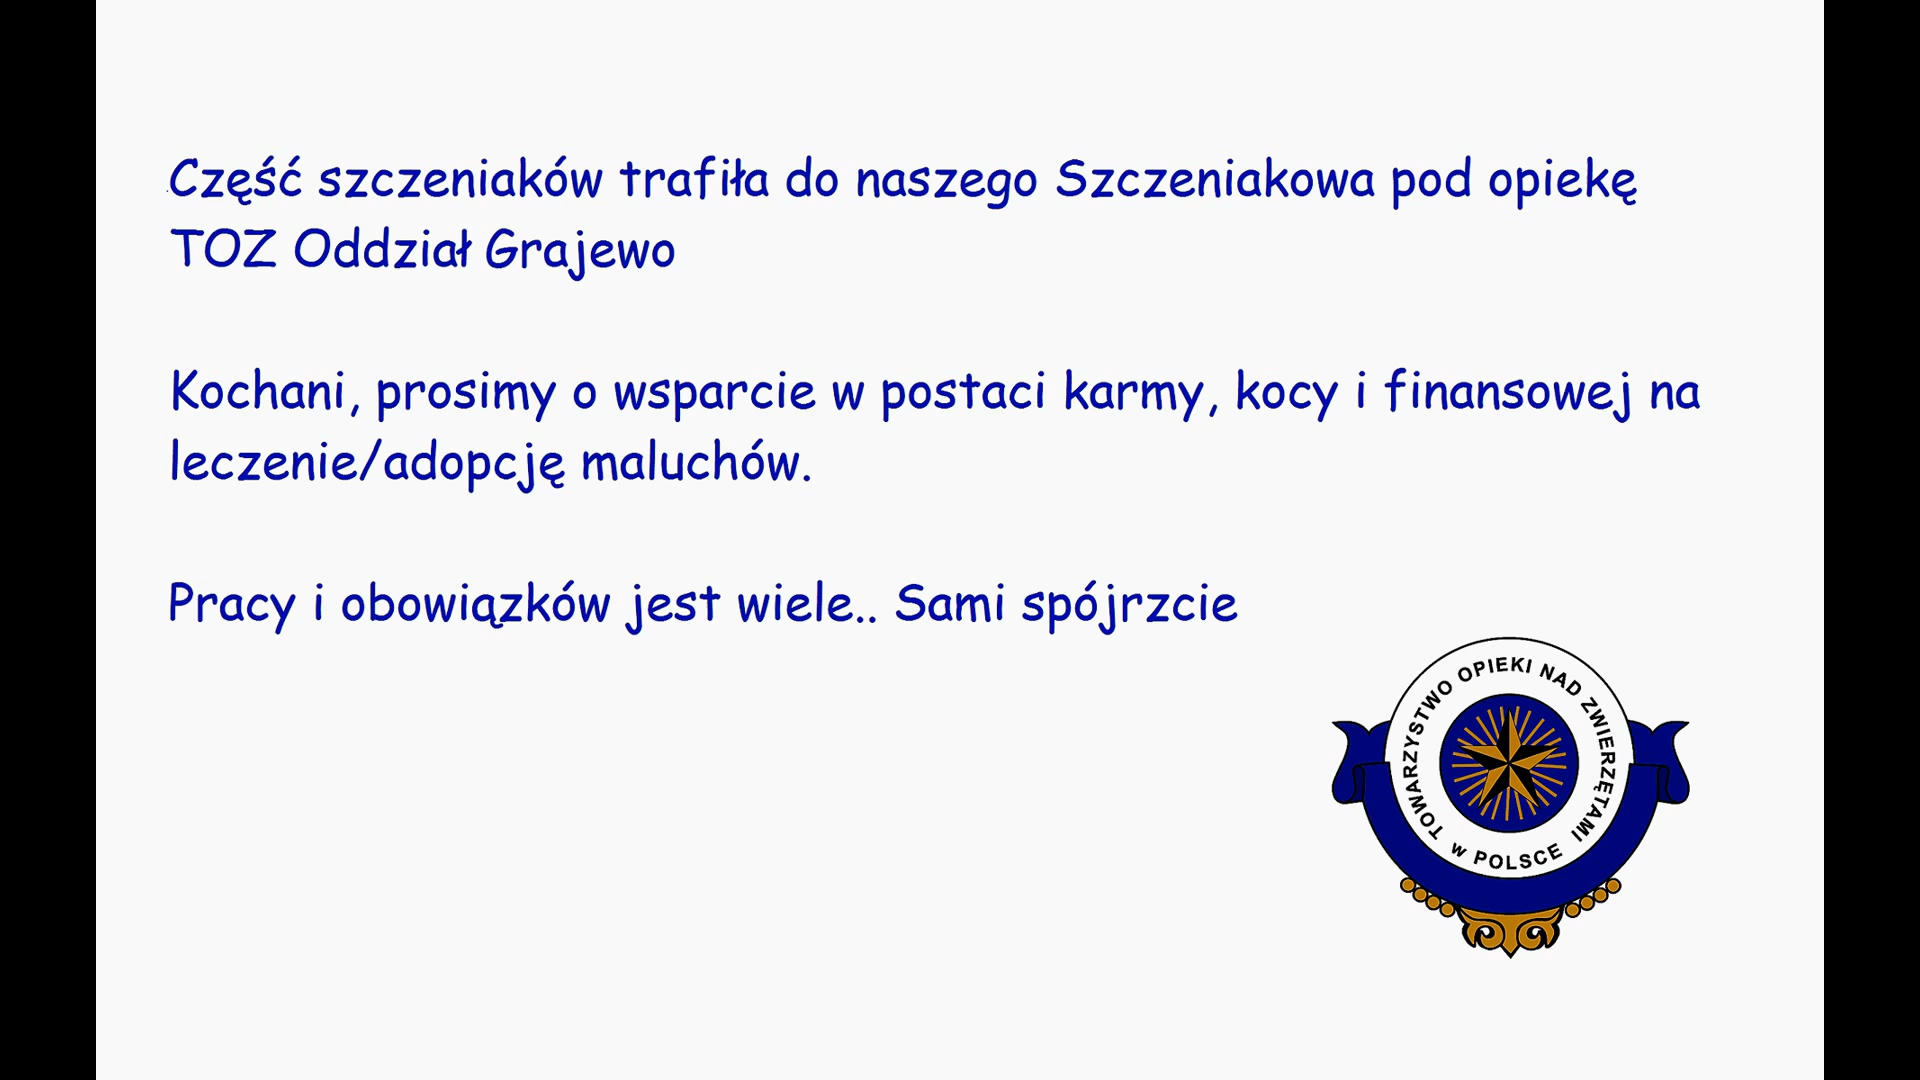 Część szczeniaków trafiła do naszego Szczeniakowa pod opiekę
TOZ Oddział Grajewo
Kochani, prosimy o wsparcie w postaci karmy, kocy i finansowej na
leczenie/adopcję maluchów.
Pracy i obowiązków jest wiele.. Sami spójrzcie
TOWARZYSTWO OPIEKI NAD ZWIERZĘTAMI
w POLSCE